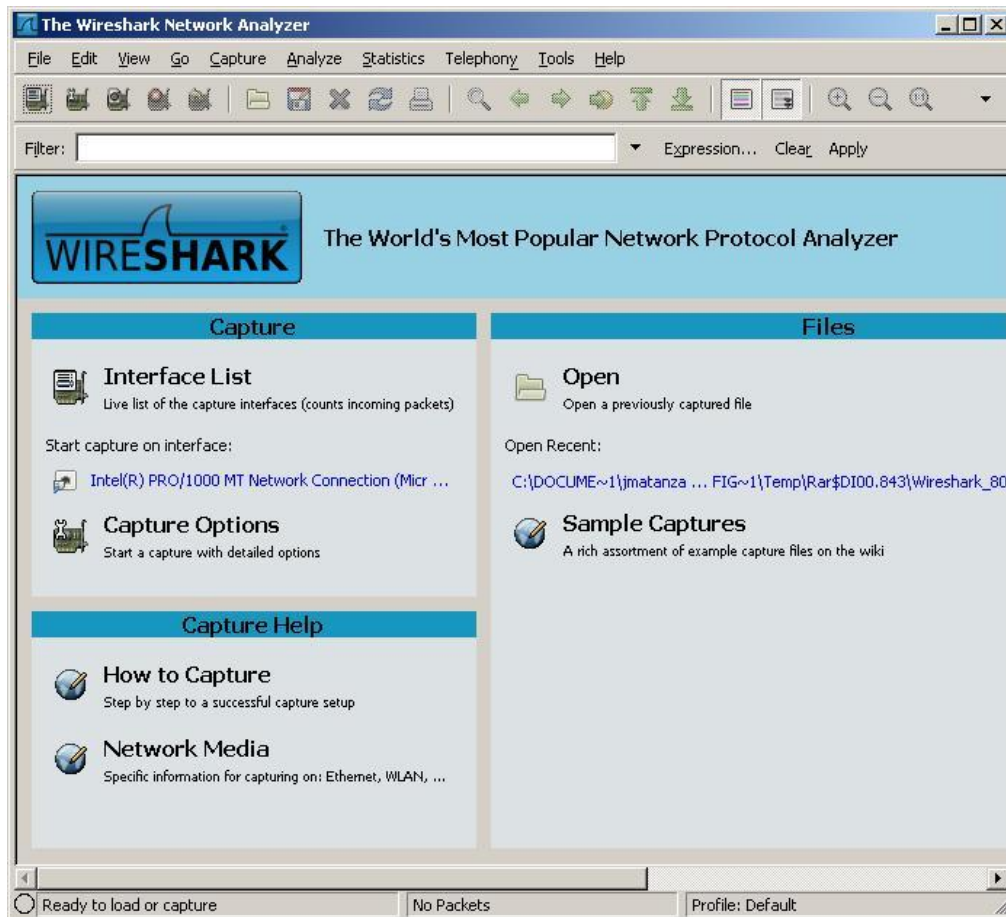 The Wireshark Network Analyzer
File Edit View Go Capture Analyze Statistics Telephony Tools Help
Filter: Expression... Clear Apply
WIRESHARK
The World's Most Popular Network Protocol Analyzer
Capture
Interface List
Live list of the capture interfaces (counts incoming packets)
Start capture on interface:
Intel(R) PRO/1000 MT Network Connection (Micr ...
Capture Options
Start a capture with detailed options
Capture Help
How to Capture
Step by step to a successful capture setup
Network Media
Specific information for capturing on: Ethernet, WLAN, ...
Files
Open
Open a previously captured file
Open Recent:
C:\DOCUME~1\jmatanza ... FIG~1\Temp\Rar$DI00.843\Wireshark_80
Sample Captures
A rich assortment of example capture files on the wiki
Ready to load or capture
No Packets
Profile: Default